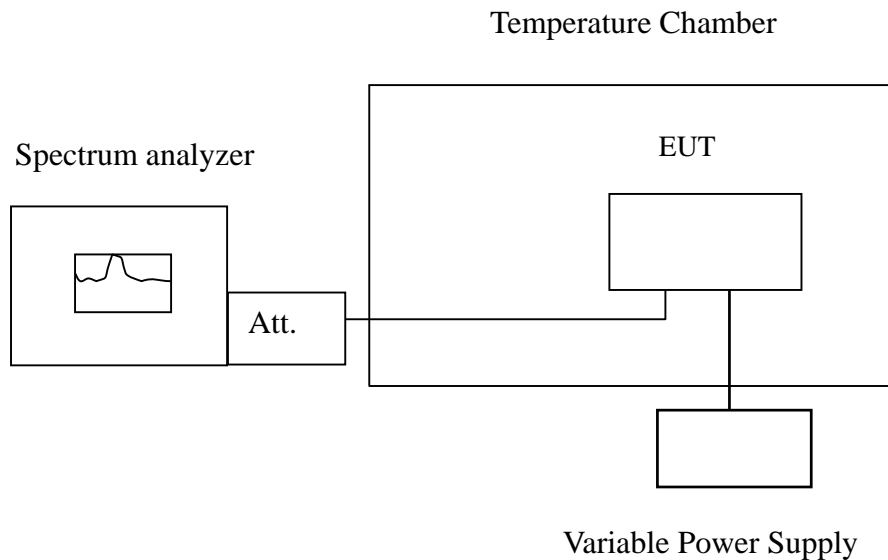 Temperature Chamber
Spectrum analyzer
EUT
Att.
Variable Power Supply